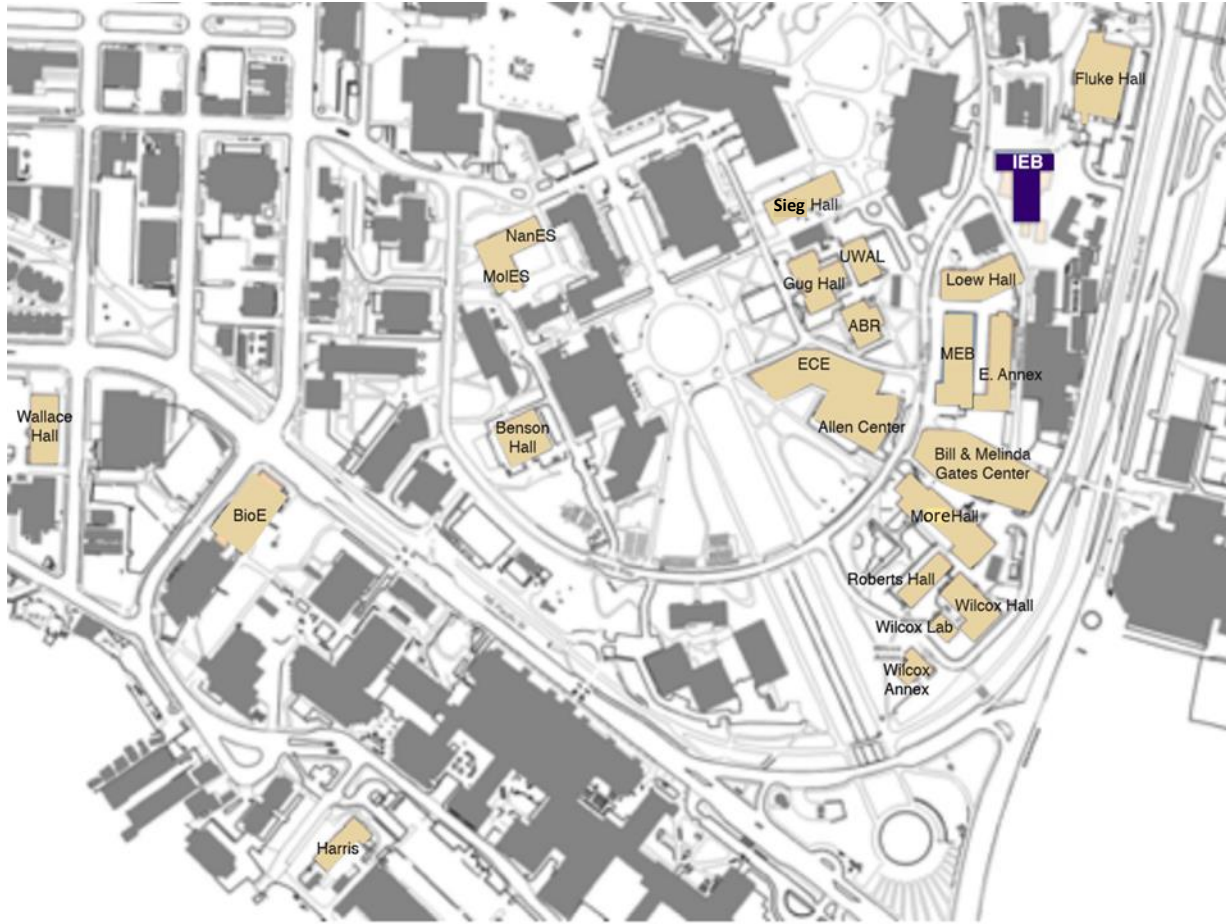 Fluke Hall
IEB
Sieg Hall
NanES
MolES
UWAL
Gug Hall
Loew Hall
ABR
MEB
E. Annex
ECE
Wallace
Hall
Benson
Hall
Allen Center
Bill & Melinda
Gates Center
BioE
MoreHall
Roberts Hall
Wilcox Hall
Wilcox Lab
Wilcox
Annex
Harris